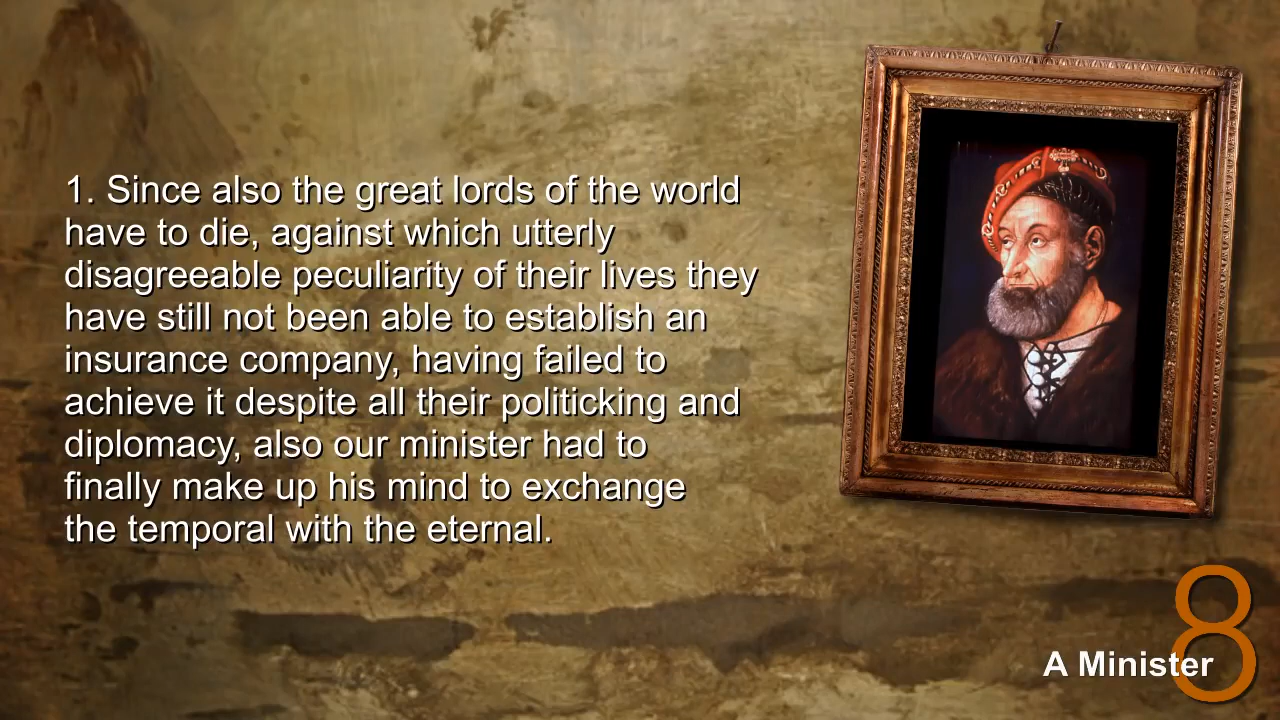 1. Since also the great lords of the world
have to die, against which utterly
disagreeable peculiarity of their lives they
have still not been able to establish an
insurance company, having failed to
achieve it despite all their politicking and
diplomacy, also our minister had to
finally make up his mind to exchange
the temporal with the eternal.
8
A Minister